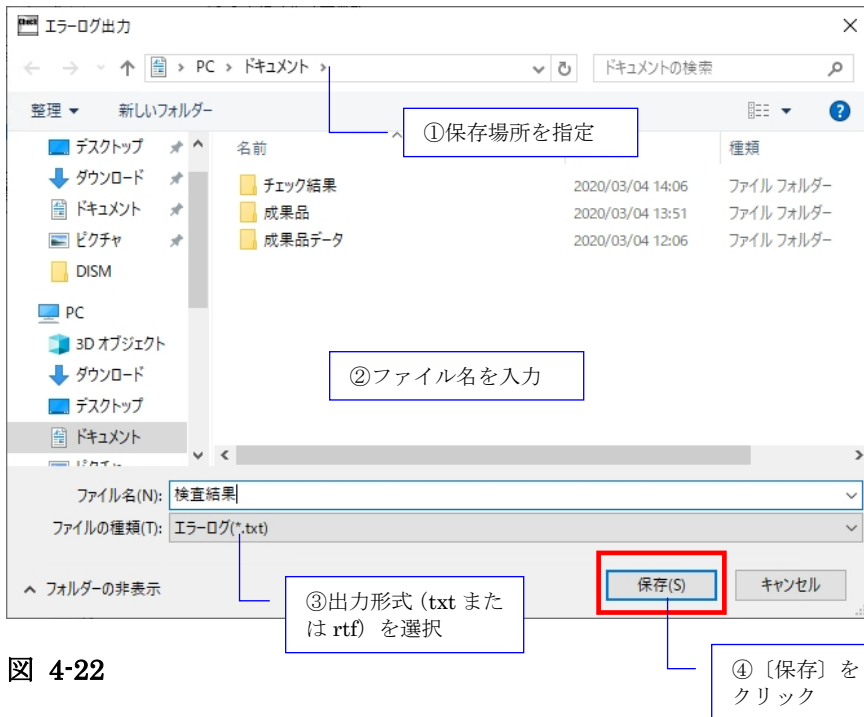 Check エラーログ出力
PC > ドキュメント >
ドキュメントの検索
整理 新しいフォルダー
①保存場所を指定
デスクトップ
ダウンロード
ドキュメント
ピクチャ
DISM
PC
3D オブジェクト
ダウンロード
デスクトップ
ドキュメント
名前 種類
チェック結果 2020/03/04 14:06 ファイル フォルダー
成果品 2020/03/04 13:51 ファイル フォルダー
成果品データ 2020/03/04 12:06 ファイル フォルダー
②ファイル名を入力
ファイル名(N): 検査結果
ファイルの種類(T): エラーログ(*.txt)
フォルダーの非表示
保存(S) キャンセル
③出力形式（txt また
は rtf）を選択
④〔保存〕を
クリック
図 4-22